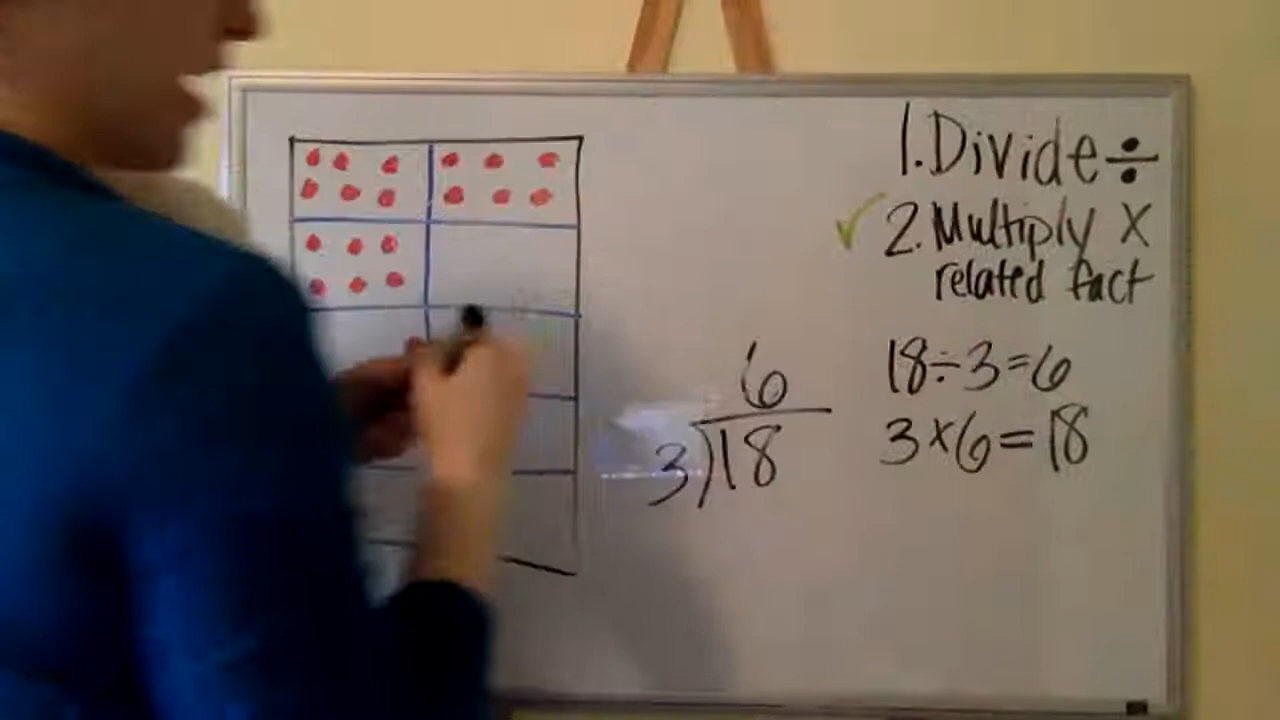 1. Divide ÷
2. Multiply X
related fact
18÷3=6
3×6=18
6
3)18